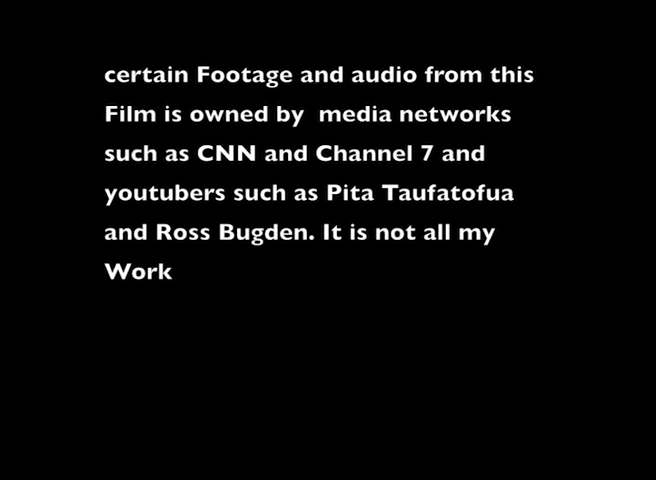 certain Footage and audio from this
Film is owned by  media networks
such as CNN and Channel 7 and
youtubers such as Pita Taufatofua
and Ross Bugden. It is not all my
Work